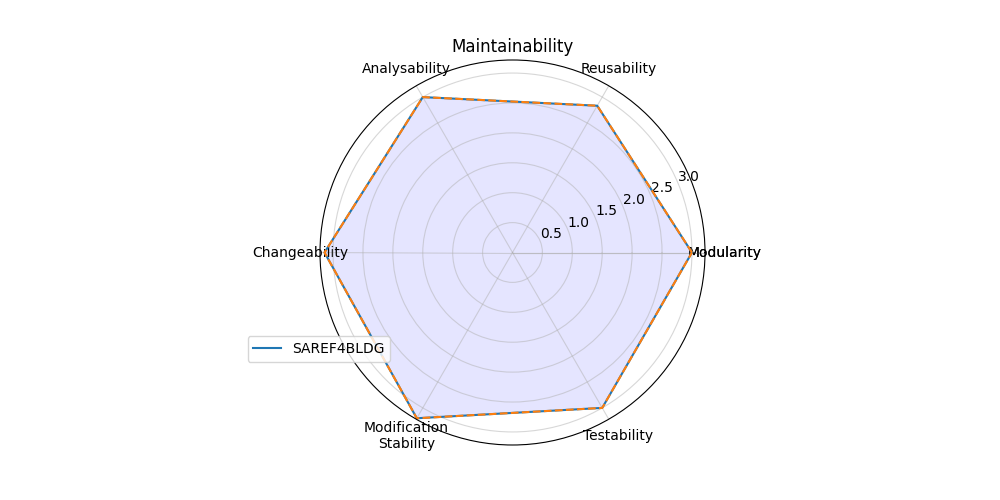 Maintainability
Analysability
Reusability
3.0
2.5
2.0
1.5
1.0
0.5
Changeability
Modularity
SAREF4BLDG
Modification
Stability
Testability